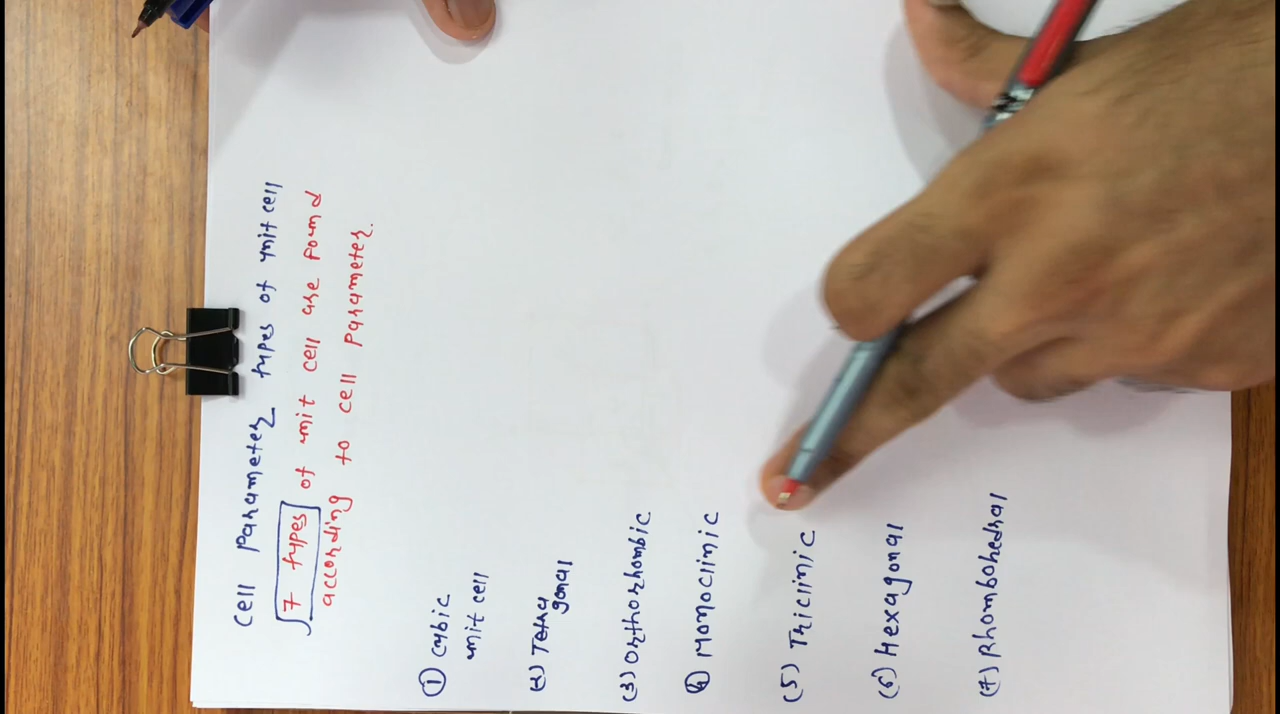 Cell Parameter types of unit cell
7 types of unit cell are found
according to cell Parameter.
① cubic
unit cell
(2) Tetra
gonal
(3) Orthorhombic
④ Monoclinic
(5) Triclinic
(6) Hexagonal
(7) Rhombohedral